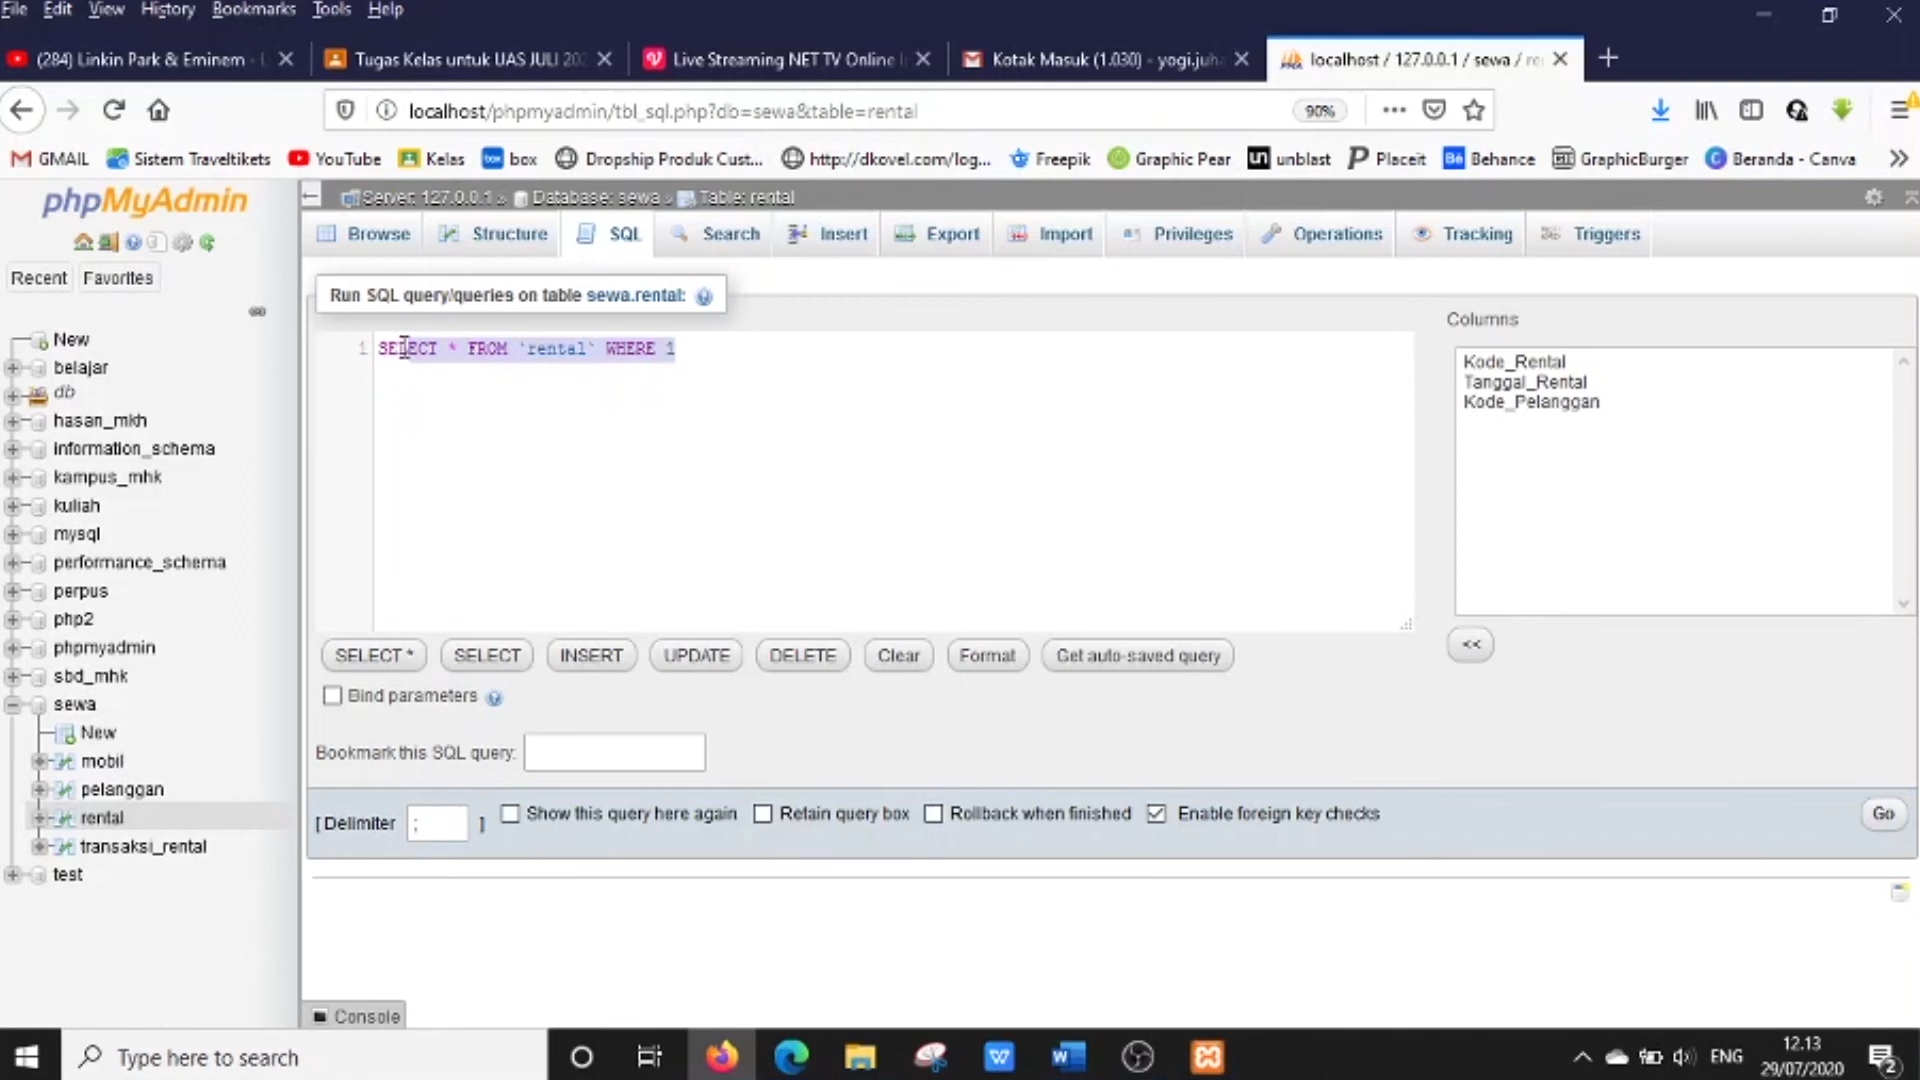 File Edit View History Bookmarks Tools Help
(284) Linkin Park & Eminem - Tugas Kelas untuk UAS JULI 202 Live Streaming NET TV Online Kotak Masuk (1.030) - yogi.juha localhost / 127.0.0.1 / sewa / re
localhost/phpmyadmin/tbl_sql.php?db=sewa&table=rental 90%
GMAIL Sistem Traveltikets YouTube Kelas box Dropship Produk Cust... http://dkovel.com/log... Freepik Graphic Pear unblast Placeit Behance GraphicBurger Beranda - Canva
phpMyAdmin
Recent Favorites
New
belajar
db
hasan_mkh
information_schema
kampus_mhk
kuliah
mysql
performance_schema
perpus
php2
phpmyadmin
sbd_mhk
sewa
New
mobil
pelanggan
rental
transaksi_rental
test
Server: 127.0.0.1 » Database: sewa » Table: rental
Browse Structure SQL Search Insert Export Import Privileges Operations Tracking Triggers
Run SQL query/queries on table sewa.rental:
1 SELECT * FROM `rental` WHERE 1
Columns
Kode_Rental
Tanggal_Rental
Kode_Pelanggan
SELECT * SELECT INSERT UPDATE DELETE Clear Format Get auto-saved query <<
Bind parameters
Bookmark this SQL query:
[ Delimiter ; ] Show this query here again Retain query box Rollback when finished Enable foreign key checks Go
Console
Type here to search
ENG
12.13
29/07/2020
2